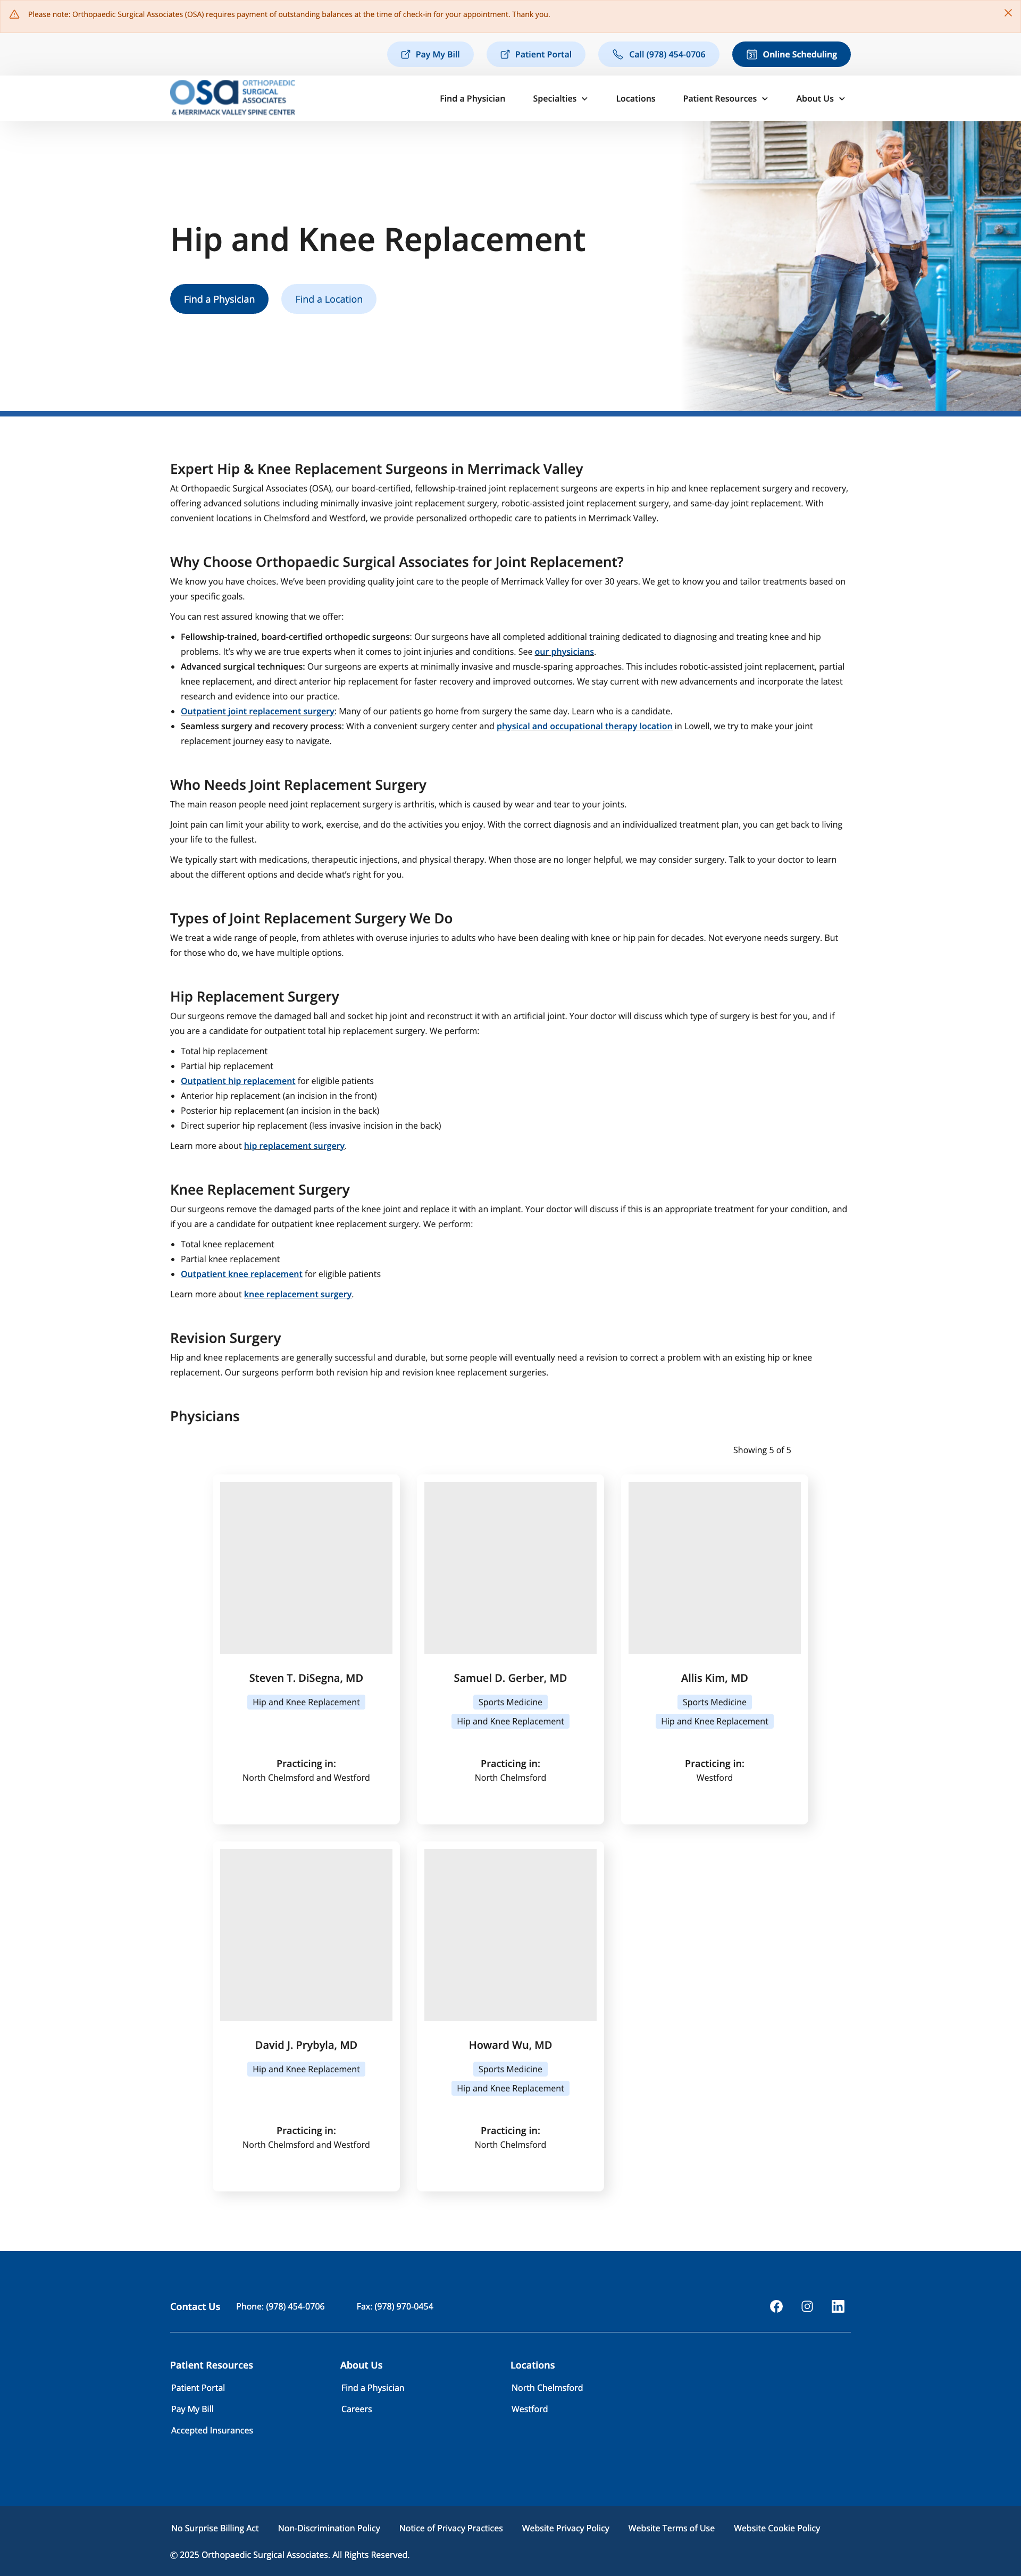 Please note: Orthopaedic Surgical Associates (OSA) requires payment of outstanding balances at the time of check-in for your appointment. Thank you.
Pay My Bill
Patient Portal
Call (978) 454-0706
Online Scheduling
osa ORTHOPAEDIC
SURGICAL
ASSOCIATES
& MERRIMACK VALLEY SPINE CENTER
Find a Physician
Specialties
Locations
Patient Resources
About Us
Hip and Knee Replacement
Find a Physician
Find a Location
Expert Hip & Knee Replacement Surgeons in Merrimack Valley
At Orthopaedic Surgical Associates (OSA), our board-certified, fellowship-trained joint replacement surgeons are experts in hip and knee replacement surgery and recovery,
offering advanced solutions including minimally invasive joint replacement surgery, robotic-assisted joint replacement surgery, and same-day joint replacement. With
convenient locations in Chelmsford and Westford, we provide personalized orthopedic care to patients in Merrimack Valley.
Why Choose Orthopaedic Surgical Associates for Joint Replacement?
We know you have choices. We've been providing quality joint care to the people of Merrimack Valley for over 30 years. We get to know you and tailor treatments based on
your specific goals.
You can rest assured knowing that we offer:
• Fellowship-trained, board-certified orthopedic surgeons: Our surgeons have all completed additional training dedicated to diagnosing and treating knee and hip
problems. It's why we are true experts when it comes to joint injuries and conditions. See our physicians.
• Advanced surgical techniques: Our surgeons are experts at minimally invasive and muscle-sparing approaches. This includes robotic-assisted joint replacement, partial
knee replacement, and direct anterior hip replacement for faster recovery and improved outcomes. We stay current with new advancements and incorporate the latest
research and evidence into our practice.
• Outpatient joint replacement surgery: Many of our patients go home from surgery the same day. Learn who is a candidate.
• Seamless surgery and recovery process: With a convenient surgery center and physical and occupational therapy location in Lowell, we try to make your joint
replacement journey easy to navigate.
Who Needs Joint Replacement Surgery
The main reason people need joint replacement surgery is arthritis, which is caused by wear and tear to your joints.
Joint pain can limit your ability to work, exercise, and do the activities you enjoy. With the correct diagnosis and an individualized treatment plan, you can get back to living
your life to the fullest.
We typically start with medications, therapeutic injections, and physical therapy. When those are no longer helpful, we may consider surgery. Talk to your doctor to learn
about the different options and decide what's right for you.
Types of Joint Replacement Surgery We Do
We treat a wide range of people, from athletes with overuse injuries to adults who have been dealing with knee or hip pain for decades. Not everyone needs surgery. But
for those who do, we have multiple options.
Hip Replacement Surgery
Our surgeons remove the damaged ball and socket hip joint and reconstruct it with an artificial joint. Your doctor will discuss which type of surgery is best for you, and if
you are a candidate for outpatient total hip replacement surgery. We perform:
• Total hip replacement
• Partial hip replacement
• Outpatient hip replacement for eligible patients
• Anterior hip replacement (an incision in the front)
• Posterior hip replacement (an incision in the back)
• Direct superior hip replacement (less invasive incision in the back)
Learn more about hip replacement surgery.
Knee Replacement Surgery
Our surgeons remove the damaged parts of the knee joint and replace it with an implant. Your doctor will discuss if this is an appropriate treatment for your condition, and
if you are a candidate for outpatient knee replacement surgery. We perform:
• Total knee replacement
• Partial knee replacement
• Outpatient knee replacement for eligible patients
Learn more about knee replacement surgery.
Revision Surgery
Hip and knee replacements are generally successful and durable, but some people will eventually need a revision to correct a problem with an existing hip or knee
replacement. Our surgeons perform both revision hip and revision knee replacement surgeries.
Physicians
Showing 5 of 5
Steven T. DiSegna, MD
Hip and Knee Replacement
Practicing in:
North Chelmsford and Westford
Samuel D. Gerber, MD
Sports Medicine
Hip and Knee Replacement
Practicing in:
North Chelmsford
Allis Kim, MD
Sports Medicine
Hip and Knee Replacement
Practicing in:
Westford
David J. Prybyla, MD
Hip and Knee Replacement
Practicing in:
North Chelmsford and Westford
Howard Wu, MD
Sports Medicine
Hip and Knee Replacement
Practicing in:
North Chelmsford
Contact Us
Phone: (978) 454-0706
Fax: (978) 970-0454
Patient Resources
Patient Portal
Pay My Bill
Accepted Insurances
About Us
Find a Physician
Careers
Locations
North Chelmsford
Westford
No Surprise Billing Act
Non-Discrimination Policy
Notice of Privacy Practices
Website Privacy Policy
Website Terms of Use
Website Cookie Policy
© 2025 Orthopaedic Surgical Associates. All Rights Reserved.